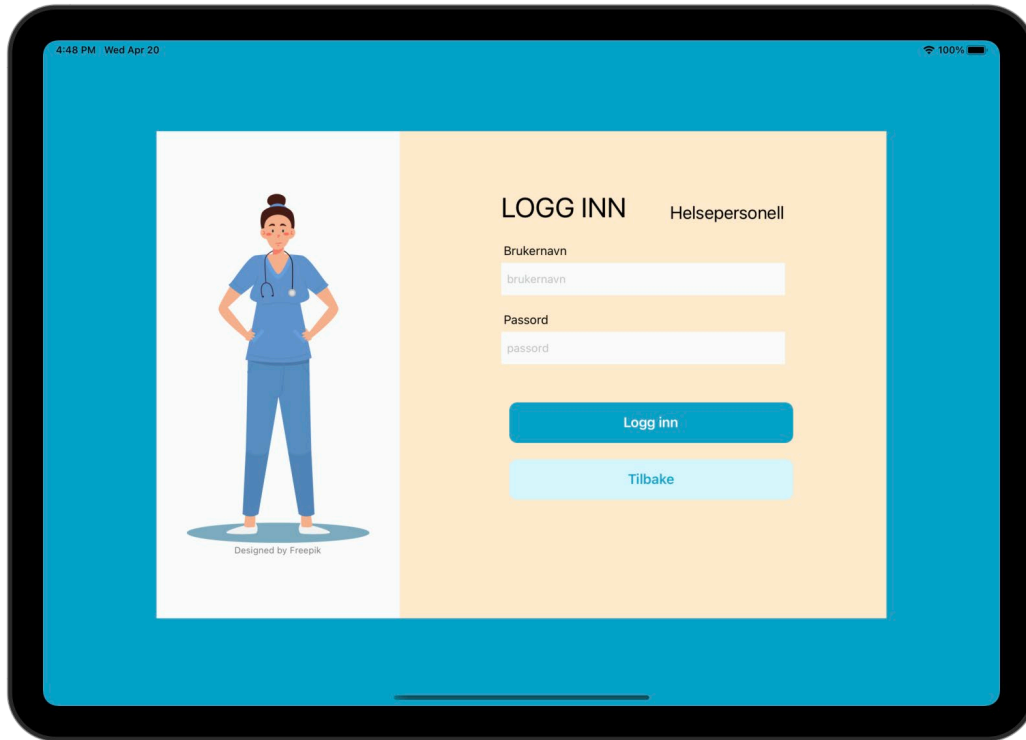 4:48 PM Wed Apr 20
100%
LOGG INN
Helsepersonell
Brukernavn
brukernavn
Passord
passord
Logg inn
Tilbake
Designed by Freepik